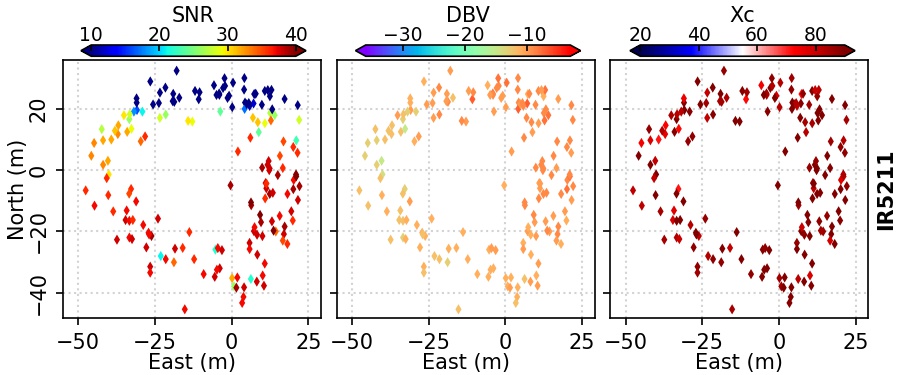 SNR DBV Xc
10 20 30 40 −30 −20 −10 20 40 60 80
20
0
−20
−40
North (m)
IR5211
−50 −25 0 25 −50 −25 0 25 −50 −25 0 25
East (m) East (m) East (m)